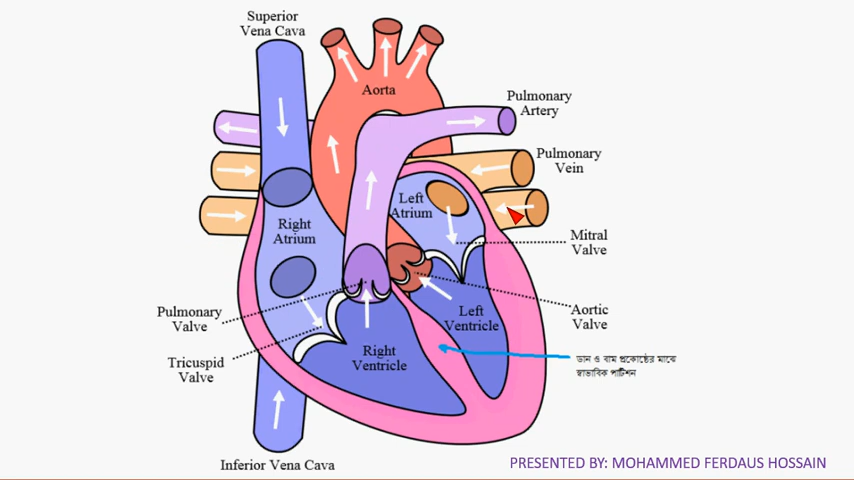 Superior
Vena Cava
Aorta
Pulmonary
Artery
Pulmonary
Vein
Left
Atrium
Right
Atrium
Mitral
Valve
Pulmonary
Valve
Aortic
Valve
Left
Ventricle
Tricuspid
Valve
Right
Ventricle
ডান ও বাম প্রকোষ্ঠের মাঝে
স্বাভাবিক পার্টিশন
Inferior Vena Cava
PRESENTED BY: MOHAMMED FERDAUS HOSSAIN